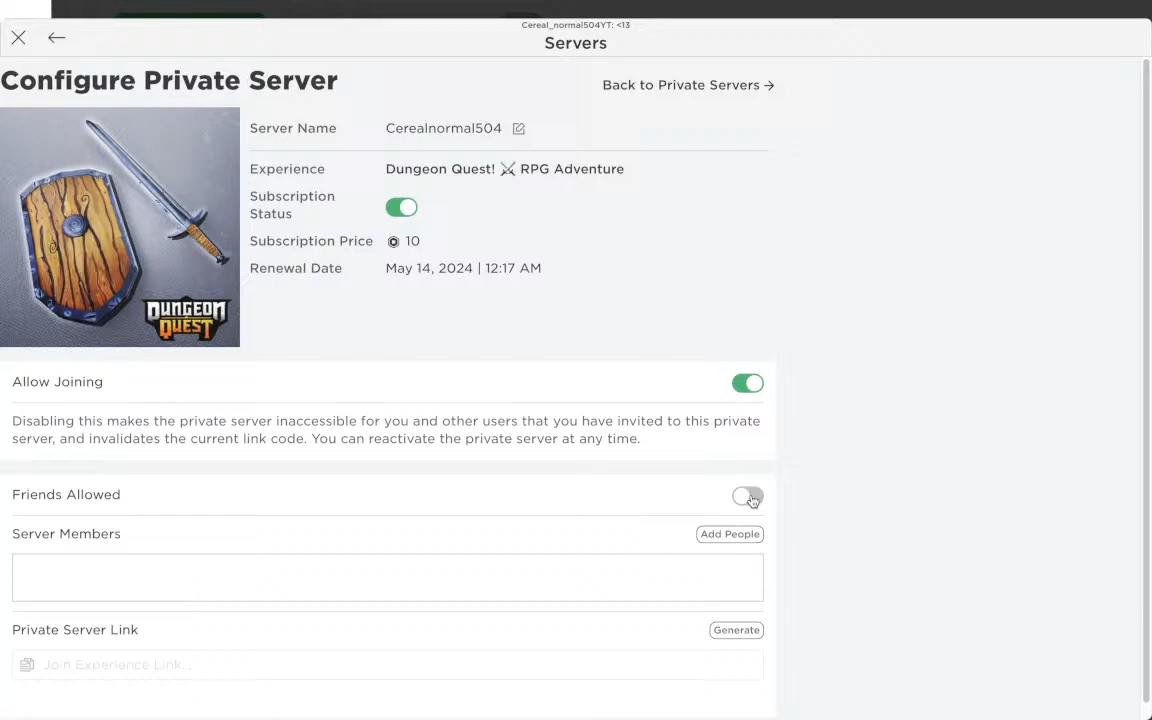 Cereal_normal504YT: <13
Servers
Configure Private Server
Back to Private Servers →
Server Name Cerealnormal504
Experience Dungeon Quest! ⚔ RPG Adventure
Subscription
Status
Subscription Price 10
Renewal Date May 14, 2024 | 12:17 AM
DUNGEON
QUEST
Allow Joining
Disabling this makes the private server inaccessible for you and other users that you have invited to this private
server, and invalidates the current link code. You can reactivate the private server at any time.
Friends Allowed
Server Members Add People
Private Server Link Generate
Join Experience Link...